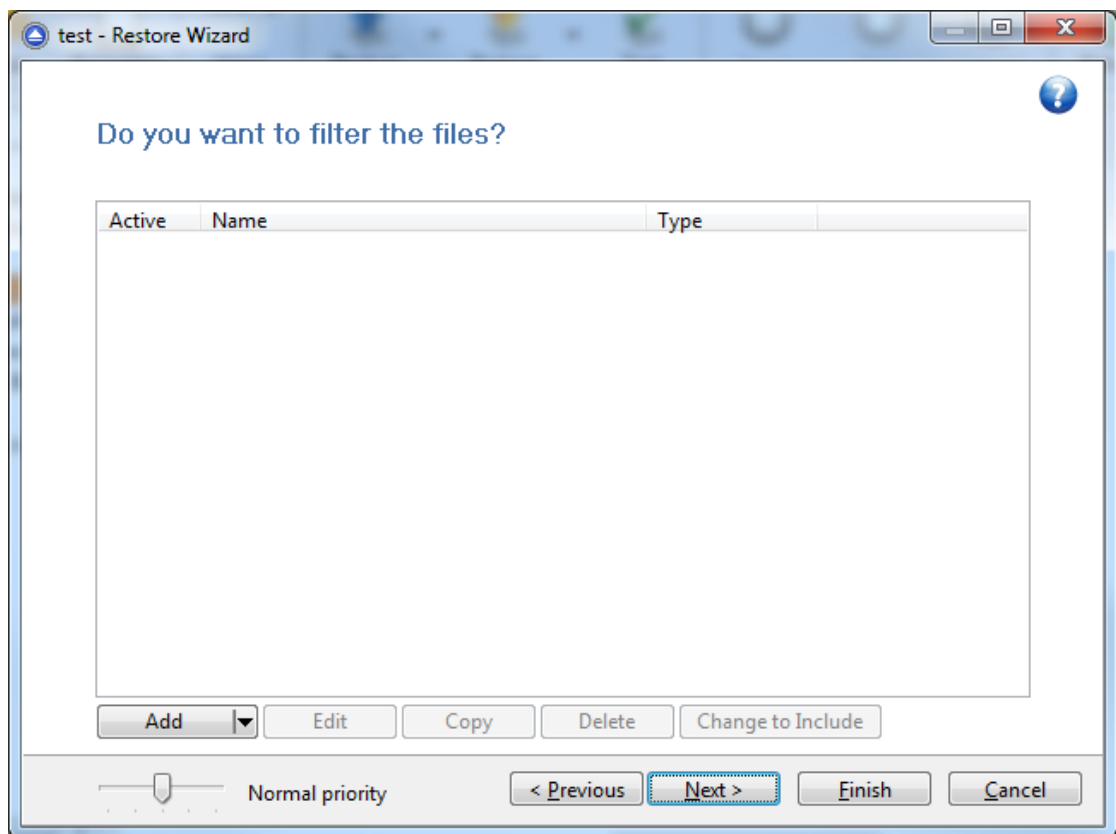 test - Restore Wizard
Do you want to filter the files?
Active Name Type
Add Edit Copy Delete Change to Include
Normal priority < Previous Next > Finish Cancel